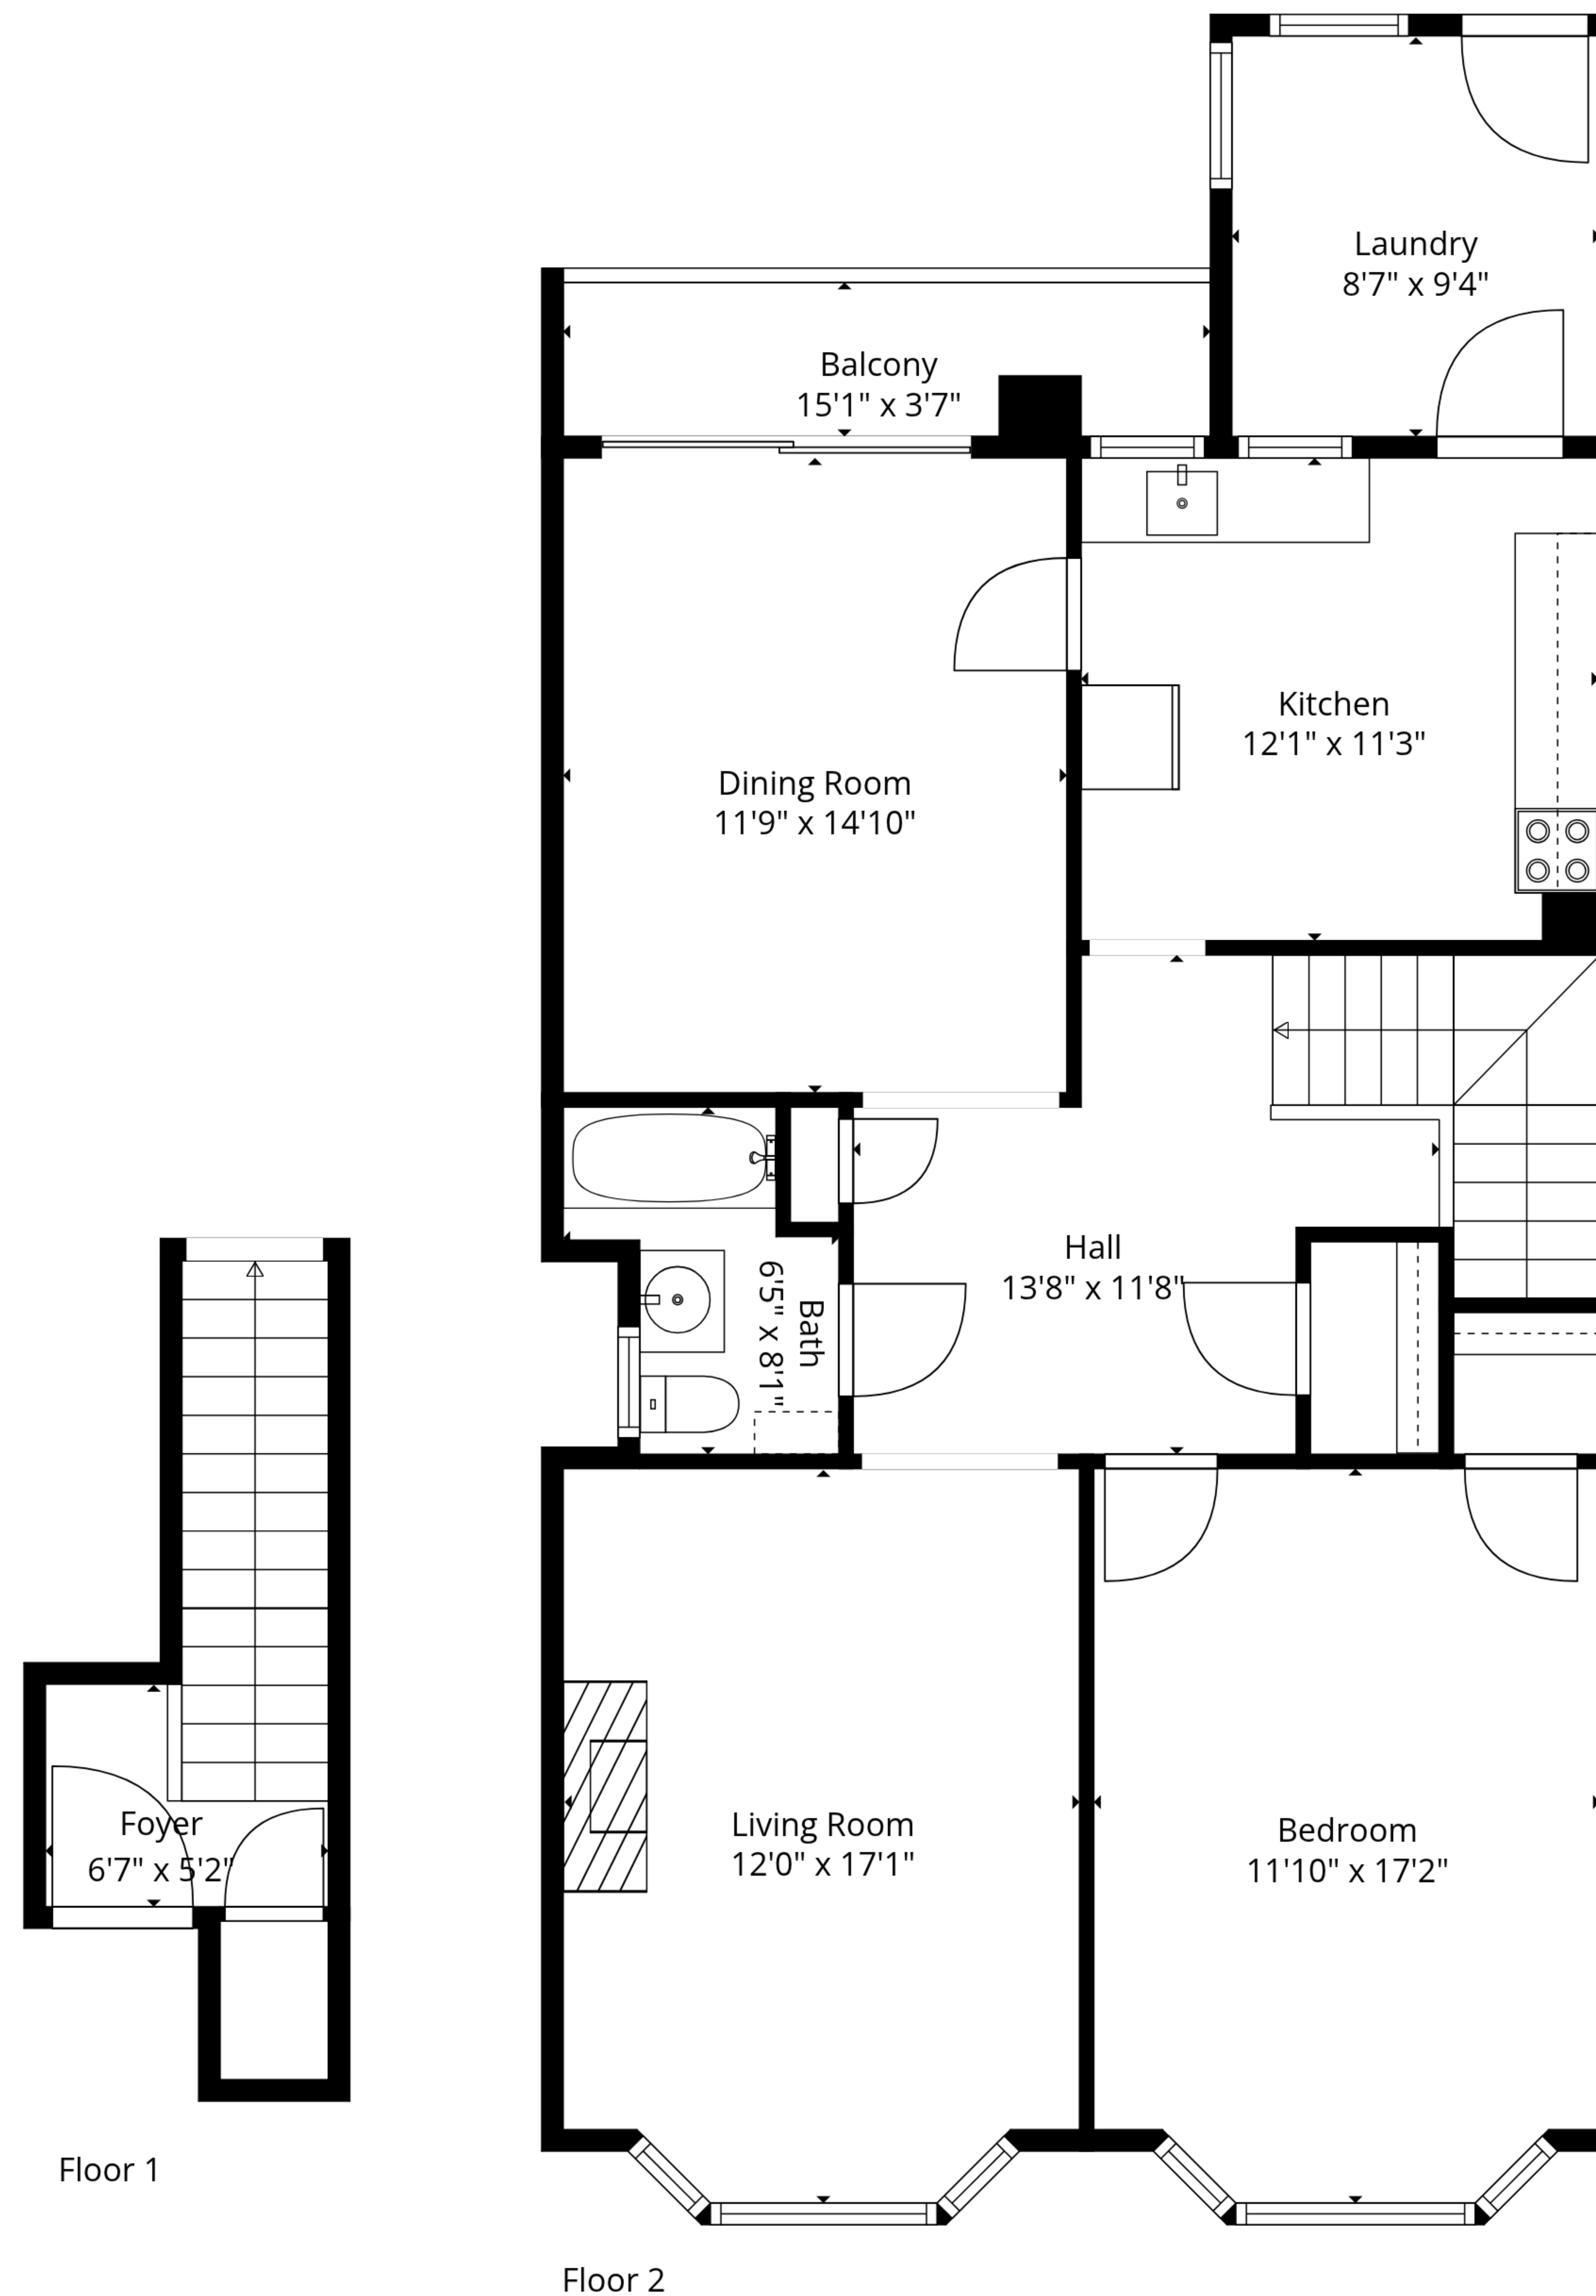 Laundry
8'7" x 9'4"
Balcony
15'1" x 3'7"
Kitchen
12'1" x 11'3"
Dining Room
11'9" x 14'10"
Hall
13'8" x 11'8"
Bath
6'5" x 8'1"
Foyer
6'7" x 5'2"
Living Room
12'0" x 17'1"
Bedroom
11'10" x 17'2"
Floor 1
Floor 2